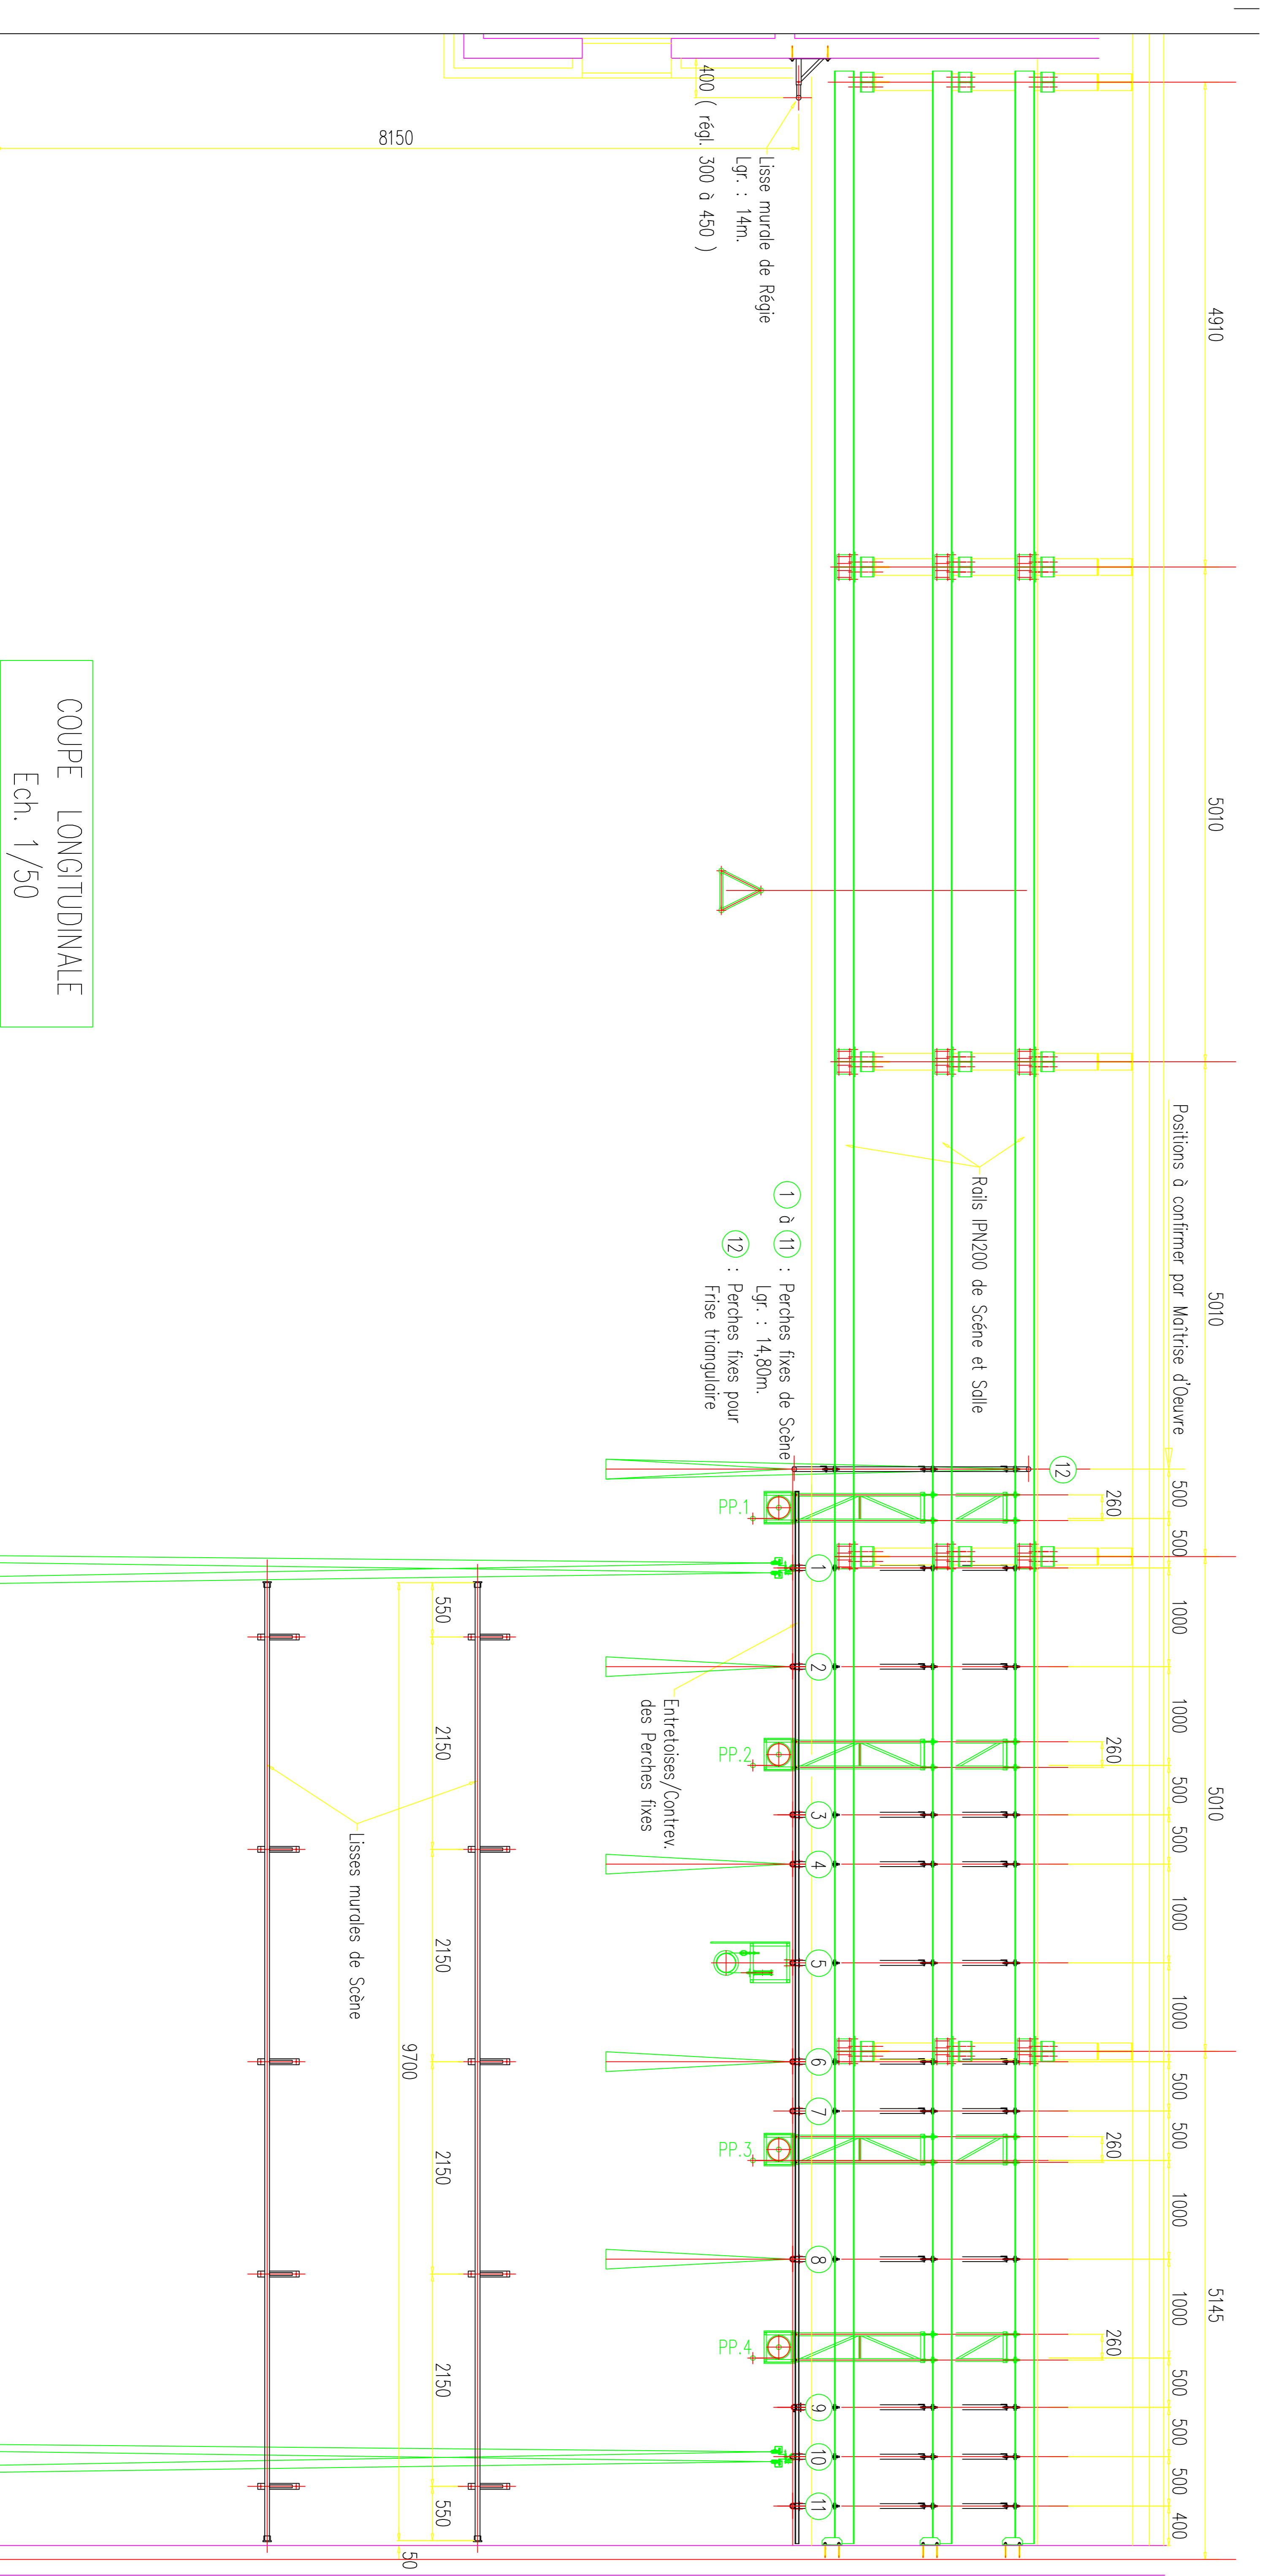 4910
5010
5010
5010
5145
Positions à confirmer par Maîtrise d'Oeuvre
500
500
1000
1000
500
500
1000
1000
500
500
1000
1000
500
500
500
400
260
260
260
260
12
Rails IPN200 de Scéne et Salle
1
2
3
4
5
6
7
8
9
10
11
1 à 11 : Perches fixes de Scène
Lgr. : 14,80m.
12 : Perches fixes pour
Frise triangulaire
Lisse murale de Régie
Lgr. : 14m.
400 ( régl. 300 à 450 )
PP.1
PP.2
PP.3
PP.4
Entretoises/Contrev.
des Perches fixes
8150
550
2150
2150
2150
2150
550
9700
50
Lisses murales de Scène
COUPE LONGITUDINALE
Ech. 1/50